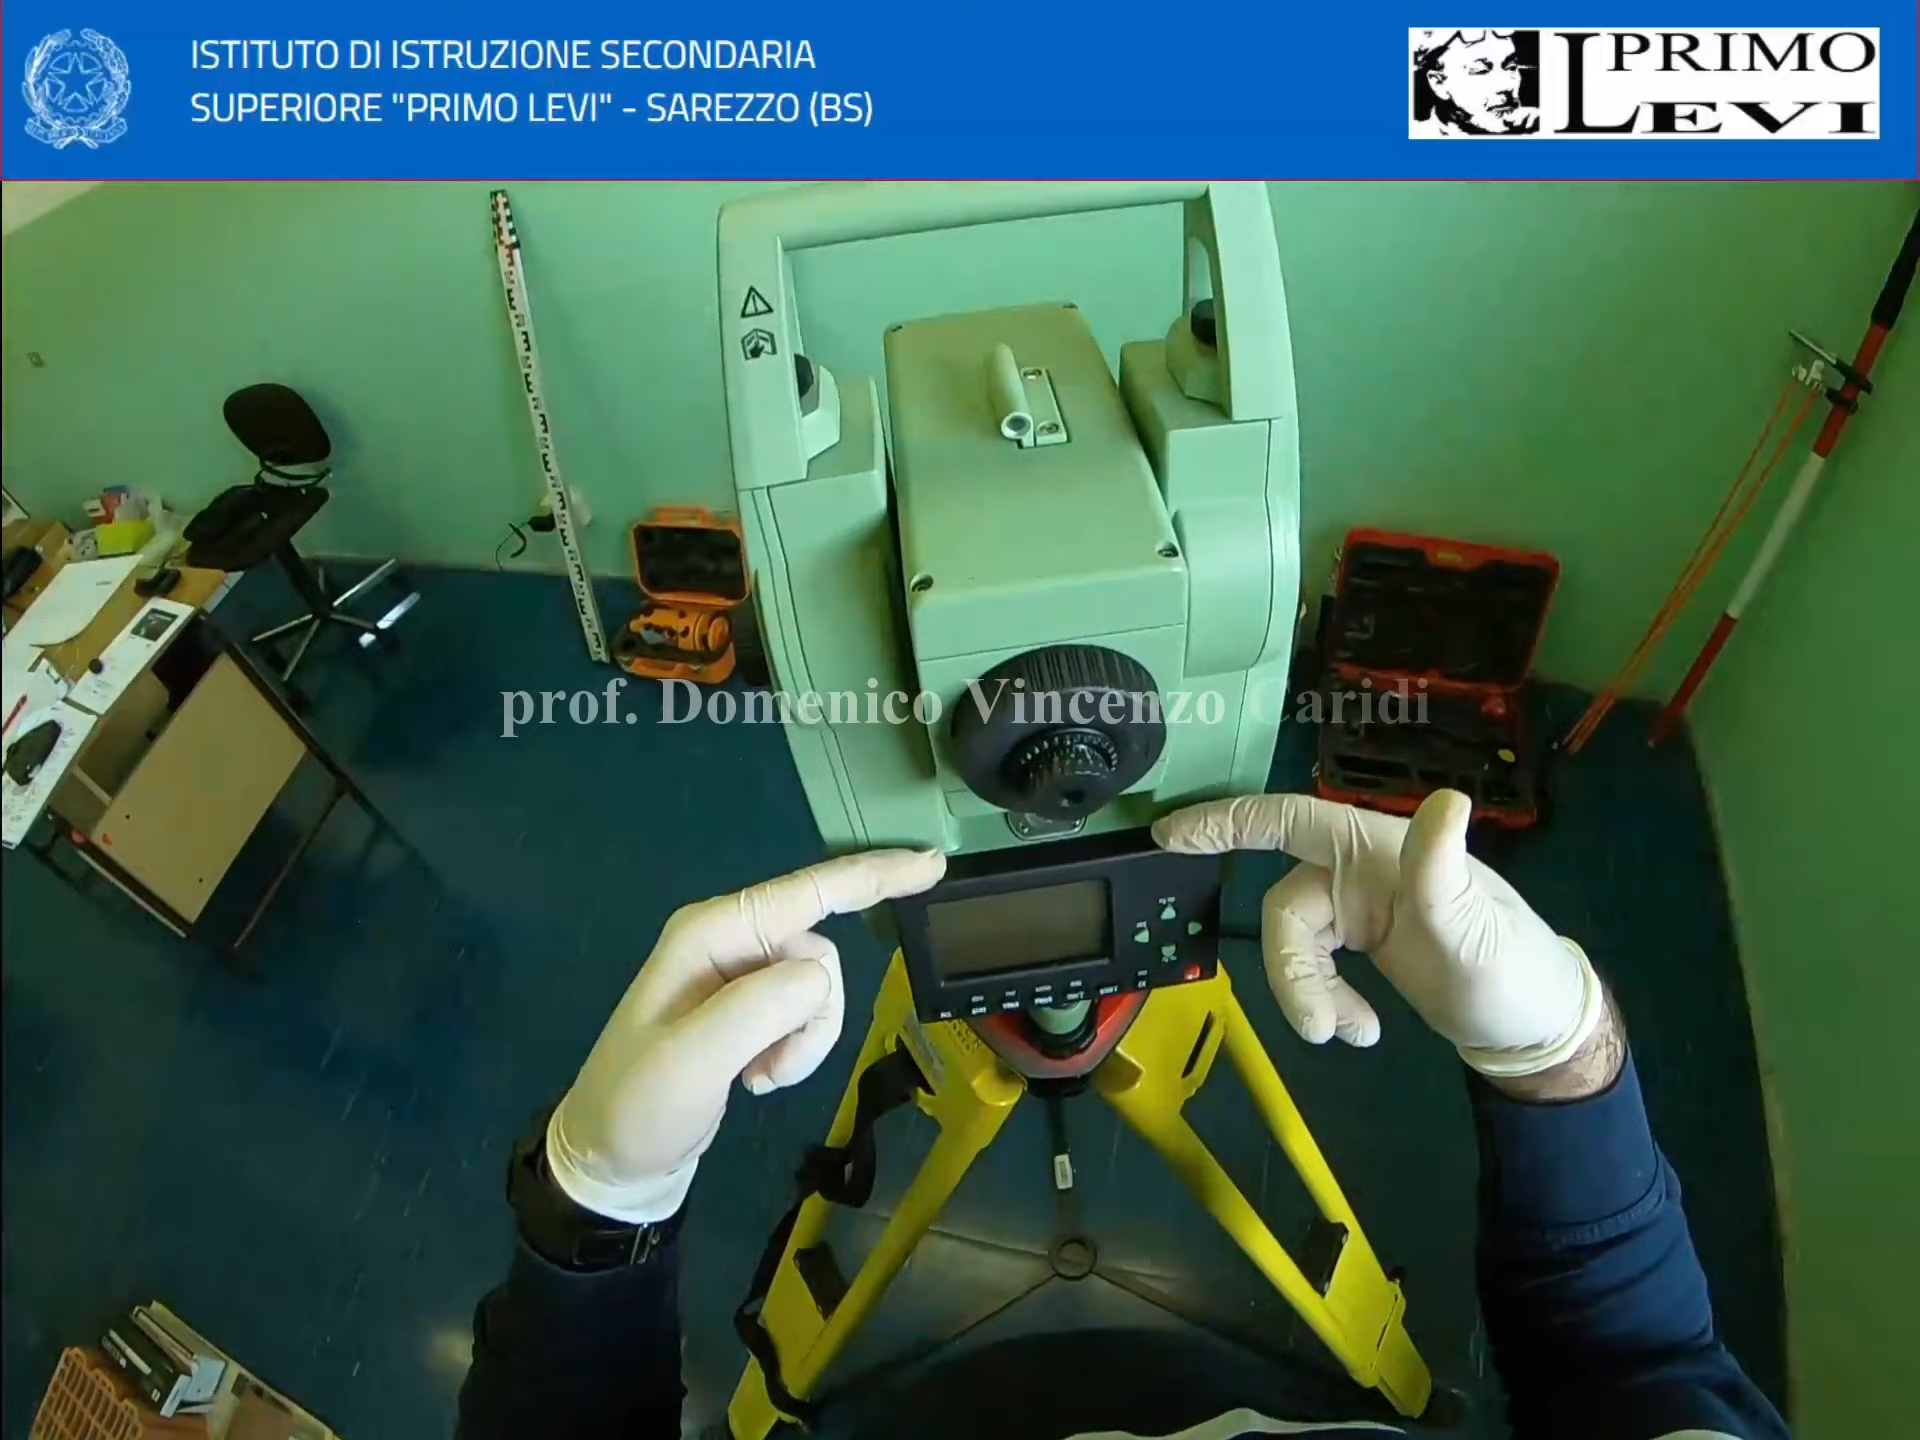 ISTITUTO DI ISTRUZIONE SECONDARIA
SUPERIORE "PRIMO LEVI" - SAREZZO (BS)
PRIMO
LEVI
prof. Domenico Vincenzo Caridi